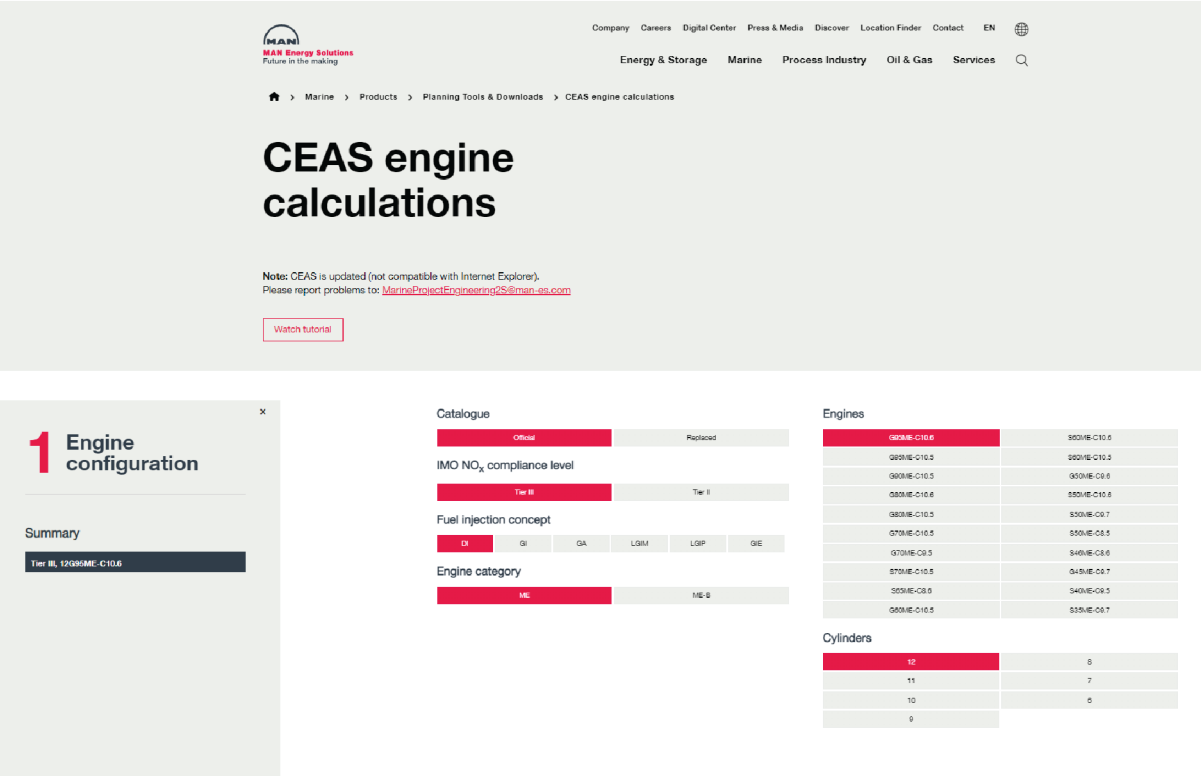 Company Careers Digital Center Press & Media Discover Location Finder Contact EN
MAN
MAN Energy Solutions
Future in the making
Energy & Storage Marine Process Industry Oil & Gas Services
> Marine > Products > Planning Tools & Downloads > CEAS engine calculations
CEAS engine
calculations
Note: CEAS is updated (not compatible with Internet Explorer).
Please report problems to: MarineProjectEngineering2S@man-es.com
Watch tutorial
×
1 Engine
configuration
Summary
Tier III, 12G95ME-C10.6
Catalogue
Official Replaced
IMO NOx compliance level
Tier III Tier II
Fuel injection concept
DI GI GA LGIM LGIP GIE
Engine category
ME ME-B
Engines
G95ME-C10.6 S60ME-C10.6
G95ME-C10.5 S60ME-C10.5
G90ME-C10.5 G50ME-C9.6
G80ME-C10.6 S50ME-C10.6
G80ME-C10.5 S50ME-C9.7
G70ME-C10.5 S50ME-C8.5
G70ME-C9.5 S46ME-C8.6
S70ME-C10.5 G45ME-C9.7
S65ME-C8.6 S40ME-C9.5
G60ME-C10.5 S35ME-C9.7
Cylinders
12 8
11 7
10 6
9